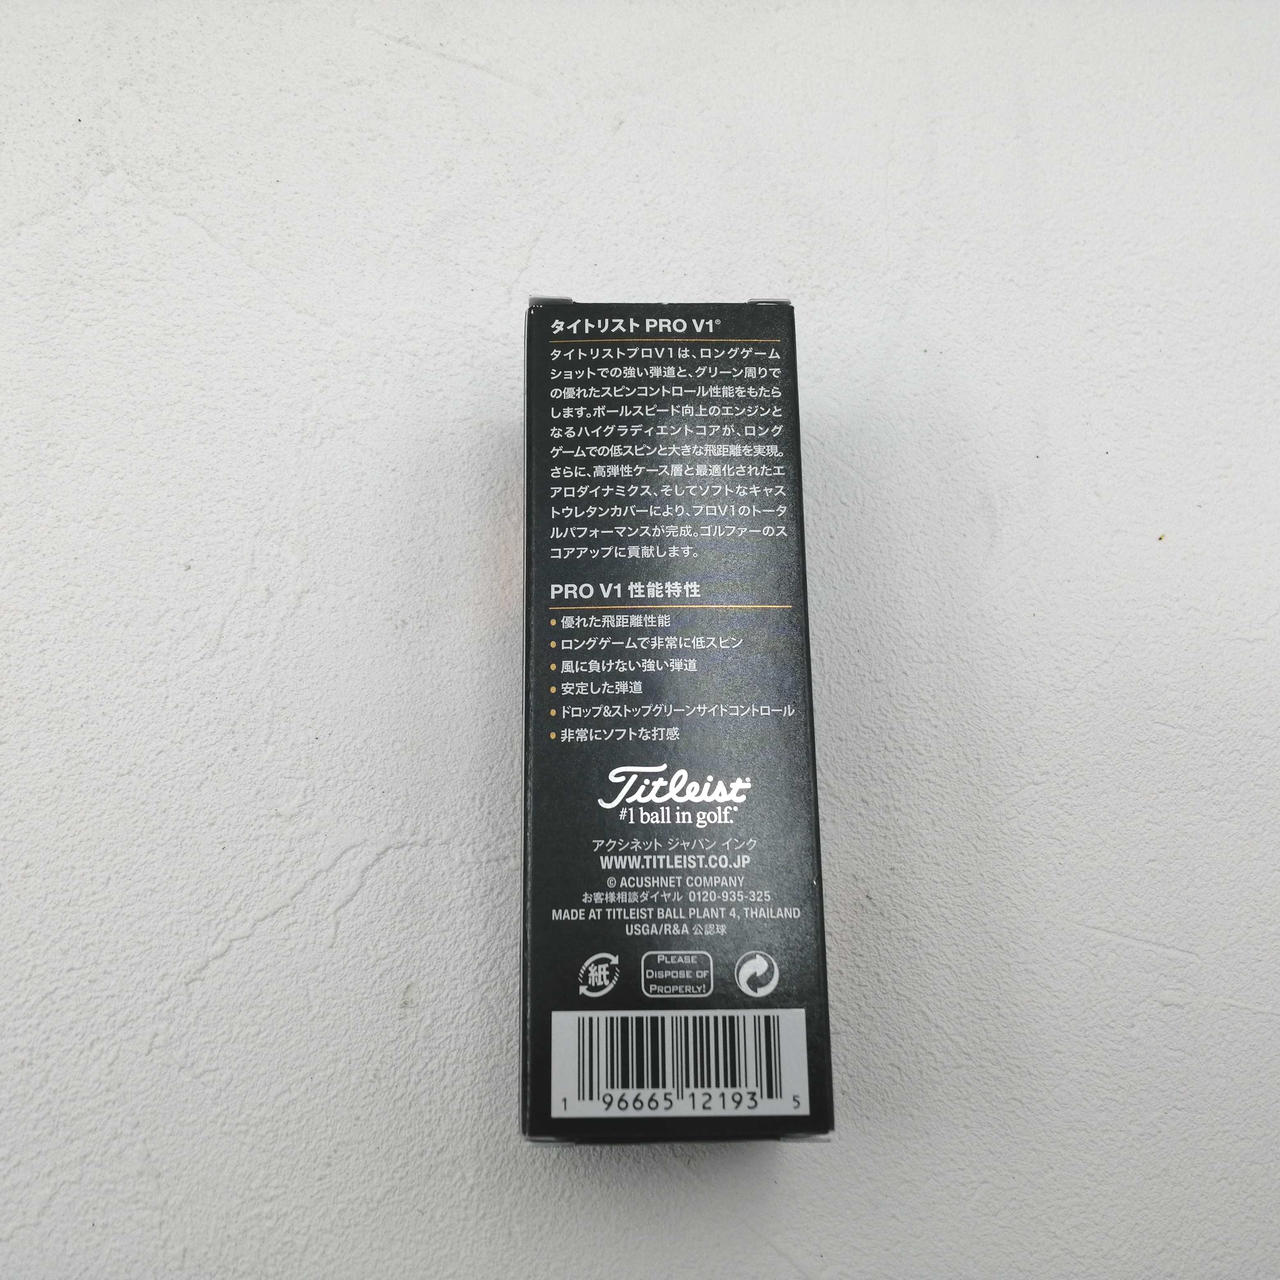 タイトリスト PRO V1®
タイトリストプロV1は、ロングゲーム
ショットでの強い弾道と、グリーン周りで
の優れたスピンコントロール性能をもたら
します。ボールスピード向上のエンジンと
なるハイグラディエントコアが、ロング
ゲームでの低スピンと大きな飛距離を実現。
さらに、高弾性ケース層と最適化されたエ
アロダイナミクス、そしてソフトなキャス
トウレタンカバーにより、プロV1のトータ
ルパフォーマンスが完成。ゴルファーのス
コアアップに貢献します。
PRO V1 性能特性
• 優れた飛距離性能
• ロングゲームで非常に低スピン
• 風に負けない強い弾道
• 安定した弾道
• ドロップ&ストップグリーンサイドコントロール
• 非常にソフトな打感
Titleist®
#1 ball in golf.®
アクシネット ジャパン インク
WWW.TITLEIST.CO.JP
© ACUSHNET COMPANY
お客様相談ダイヤル 0120-935-325
MADE AT TITLEIST BALL PLANT 4, THAILAND
USGA/R&A 公認球
紙
PLEASE
DISPOSE OF
PROPERLY!
1 96665 12193 5